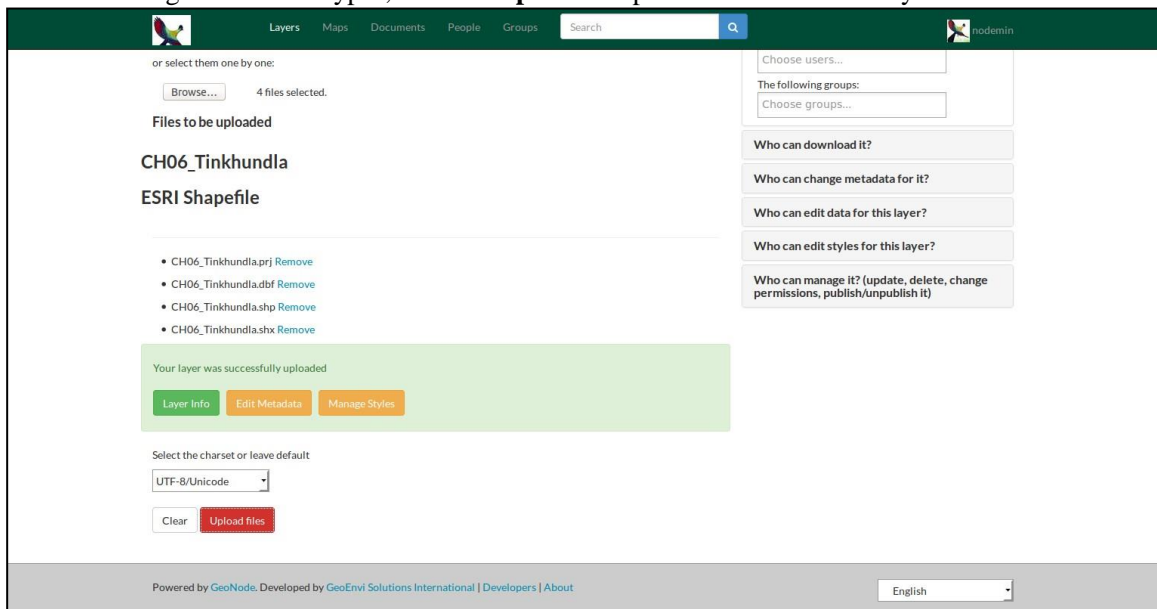 Layers Maps Documents People Groups Search nodemin
or select them one by one:
Browse... 4 files selected.
Files to be uploaded
CH06_Tinkhundla
ESRI Shapefile
CH06_Tinkhundla.prj Remove
CH06_Tinkhundla.dbf Remove
CH06_Tinkhundla.shp Remove
CH06_Tinkhundla.shx Remove
Your layer was successfully uploaded
Layer Info Edit Metadata Manage Styles
Select the charset or leave default
UTF-8/Unicode
Clear Upload files
Choose users...
The following groups:
Choose groups...
Who can download it?
Who can change metadata for it?
Who can edit data for this layer?
Who can edit styles for this layer?
Who can manage it? (update, delete, change
permissions, publish/unpublish it)
Powered by GeoNode. Developed by GeoEnvi Solutions International | Developers | About
English